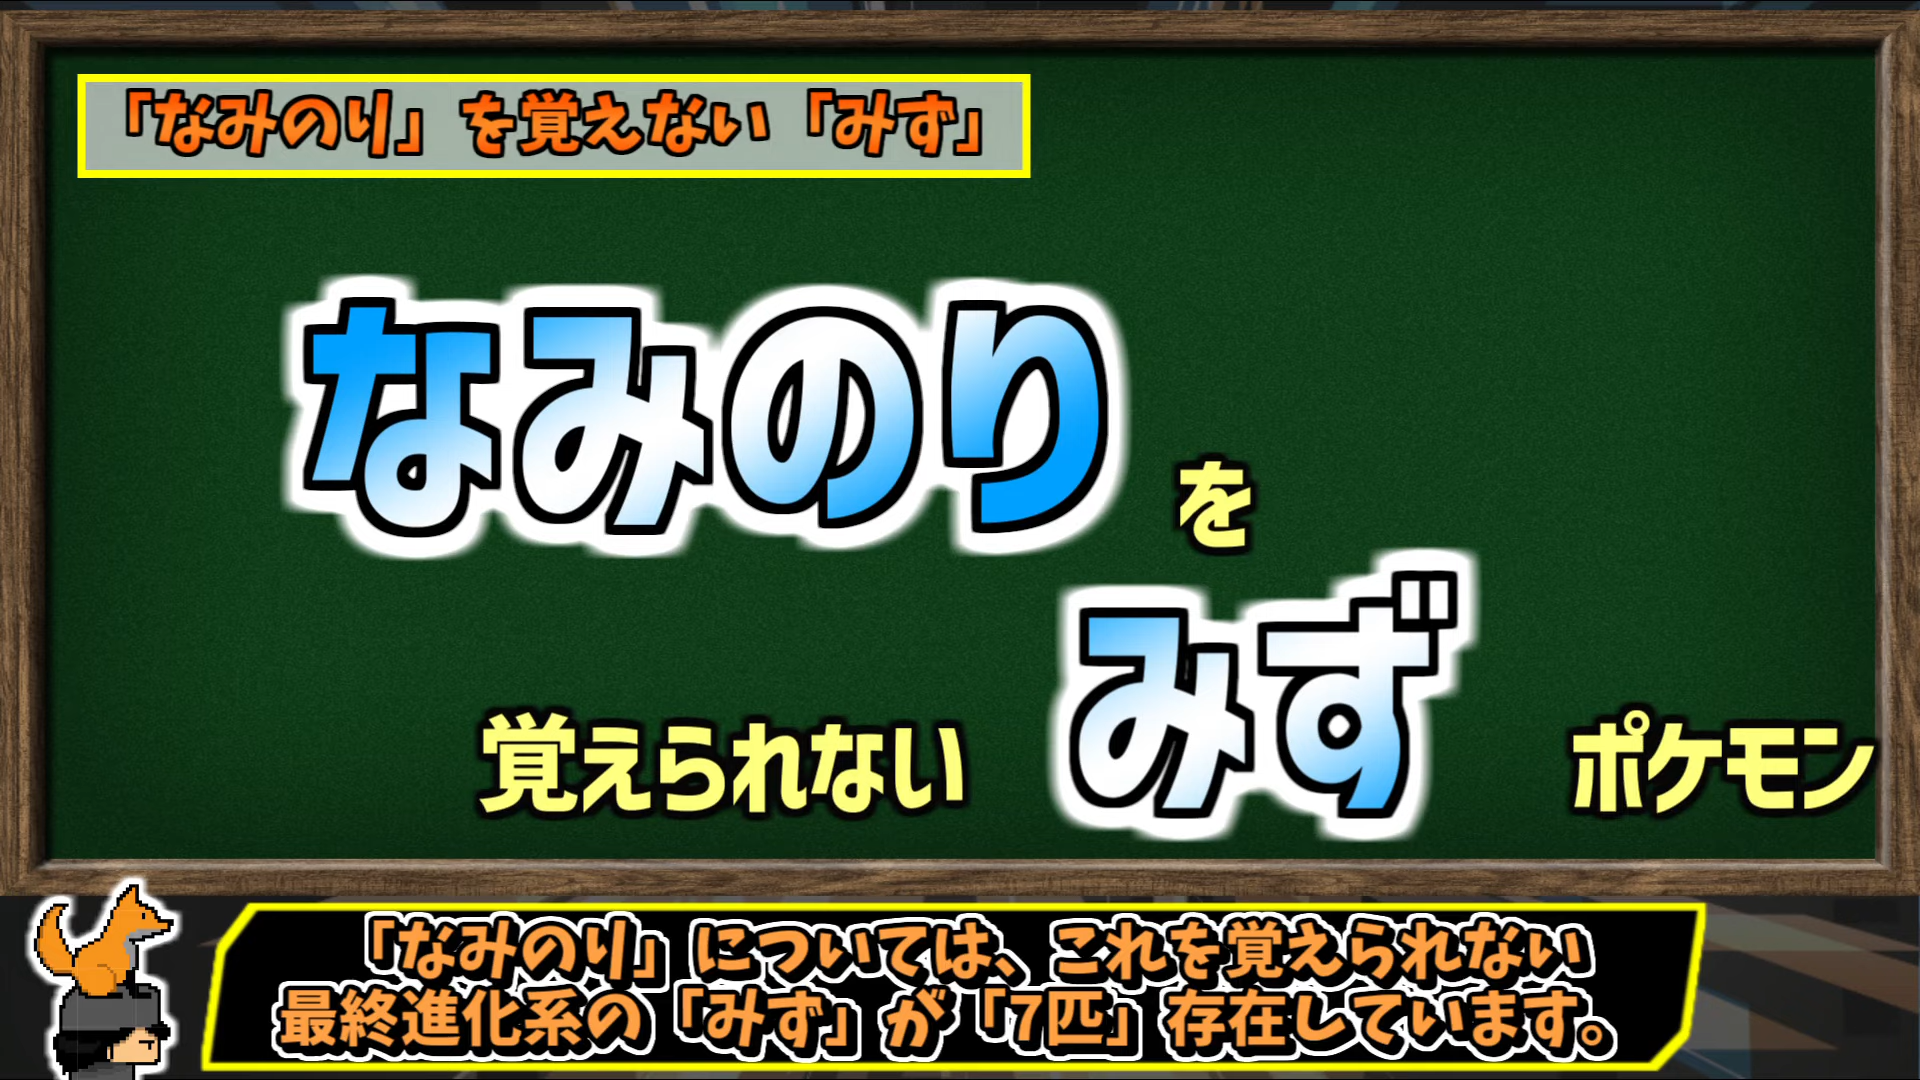 「なみのり」を覚えない「みず」
なみのりを
覚えられないみずポケモン
「なみのり」については、これを覚えられない
最終進化系の「みず」が「7匹」存在しています。